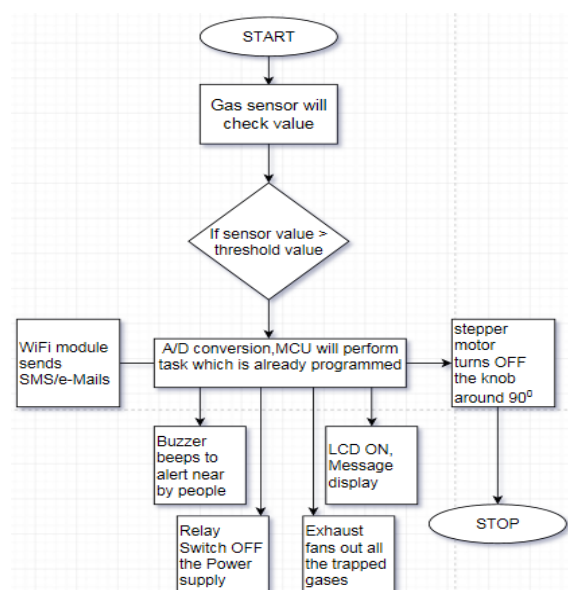 START
Gas sensor will
check value
If sensor value >
threshold value
WiFi module
sends
SMS/e-Mails
A/D conversion,MCU will perform
task which is already programmed
stepper
motor
turns OFF
the knob
around 90⁰
Buzzer
beeps to
alert near
by people
LCD ON,
Message
display
Relay
Switch OFF
the Power
supply
Exhaust
fans out all
the trapped
gases
STOP